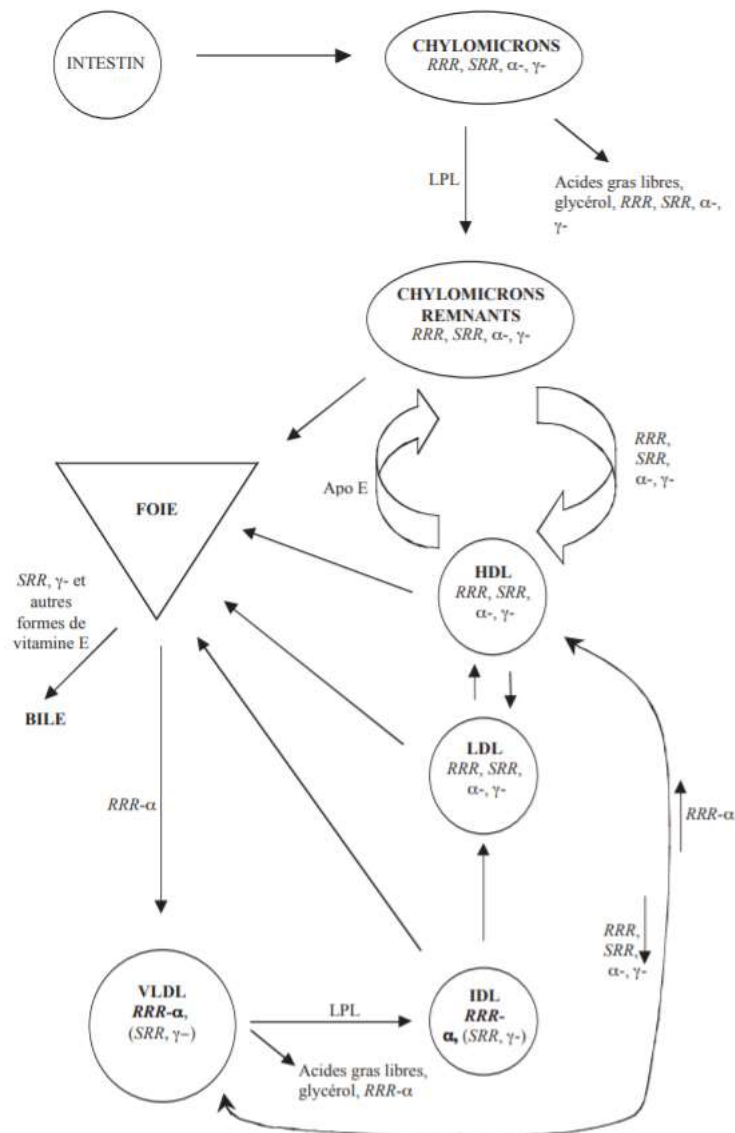 INTESTIN
CHYLOMICRONS
RRR, SRR, α-, γ-
LPL
Acides gras libres,
glycérol, RRR, SRR, α-,
γ-
CHYLOMICRONS
REMNANTS
RRR, SRR, α-, γ-
Apo E
RRR,
SRR,
α-, γ-
FOIE
HDL
RRR, SRR,
α-, γ-
SRR, γ- et
autres
formes de
vitamine E
BILE
LDL
RRR, SRR,
α-, γ-
RRR-α
RRR-α
RRR,
SRR,
α-, γ-
VLDL
RRR-α,
(SRR, γ-)
LPL
IDL
RRR-
α, (SRR, γ-)
Acides gras libres,
glycérol, RRR-α